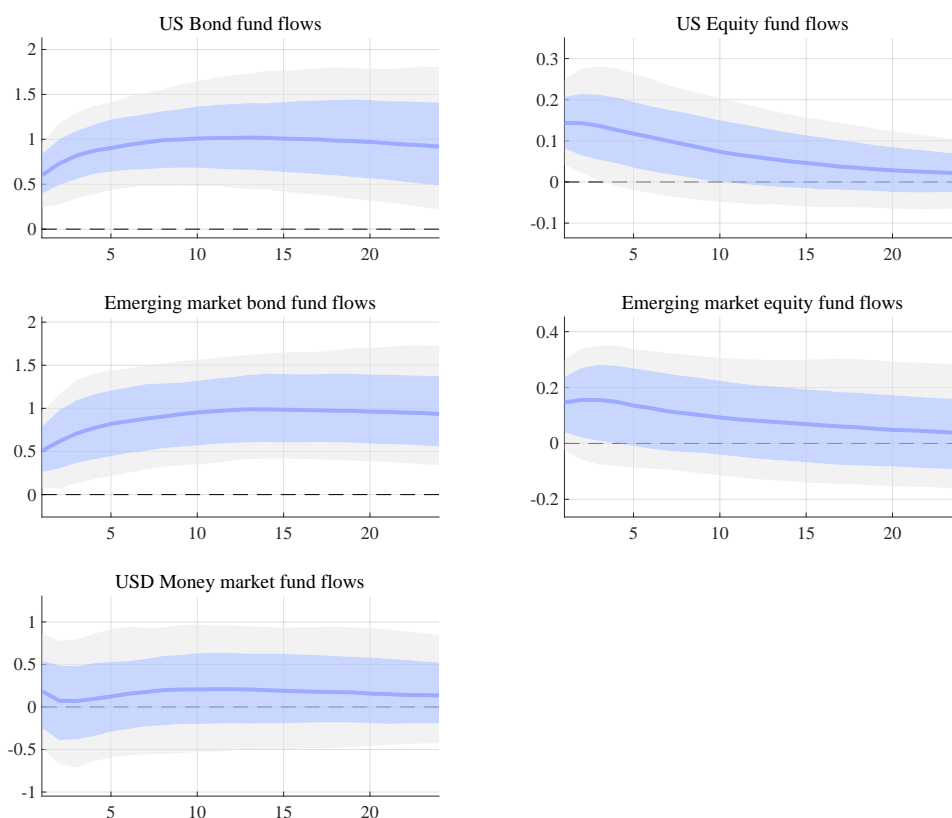 US Bond fund flows
2
1.5
1
0.5
0
5 10 15 20
US Equity fund flows
0.3
0.2
0.1
0
-0.1
5 10 15 20
Emerging market bond fund flows
2
1.5
1
0.5
0
5 10 15 20
Emerging market equity fund flows
0.4
0.2
0
-0.2
5 10 15 20
USD Money market fund flows
1
0.5
0
-0.5
-1
5 10 15 20